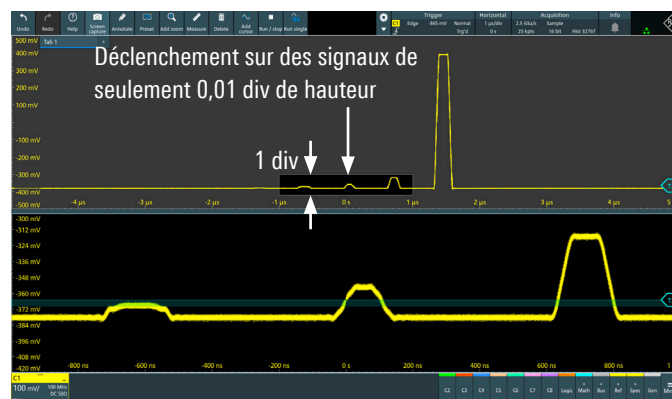 Undo Redo Help Screen capture Annotate Preset Add zoom Measure Delete Add cursor Run / stop Run single
Trigger Horizontal Acquisition Info
C1 Edge -365 mV Normal 1 µs/div 2.5 GSa/s Sample
Trg'd 0 s 25 kpts 16 bit Hist 32767
500 mV Tab 1 +
400 mV
Déclenchement sur des signaux de
300 mV
200 mV
seulement 0,01 div de hauteur
100 mV
-100 mV
1 div
-200 mV
-300 mV
-400 mV
-500 mV
-4 µs -3 µs -2 µs -1 µs 0 s 1 µs 2 µs 3 µs 4 µs 5
-300 mV
-312 mV
-324 mV
-336 mV
-348 mV
-360 mV
-372 mV
-384 mV
-396 mV
-408 mV
-420 mV
-800 ns -600 ns -400 ns -200 ns 0 s 200 ns 400 ns 600 ns 800 ns 1
C1
100 mV/ 100 MHz
DC 50Ω
C2 C3 C4 C5 C6 C7 C8 Logic Math Bus Ref Spec Gen